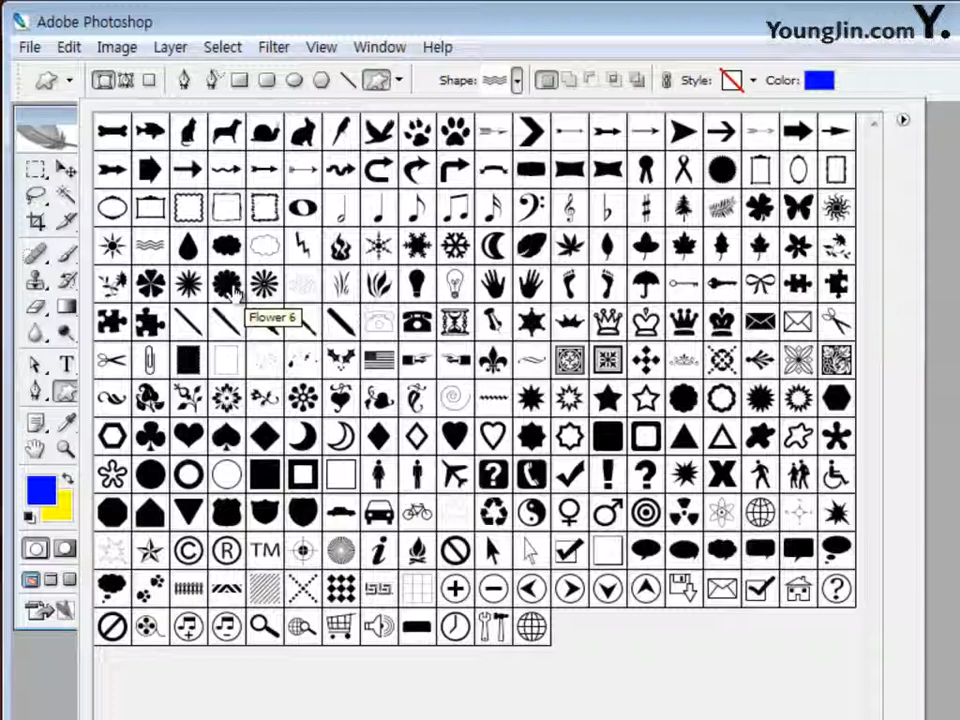 Adobe Photoshop
YoungJin.com Y.
File Edit Image Layer Select Filter View Window Help
Shape: Style: Color:
Flower 6
TM